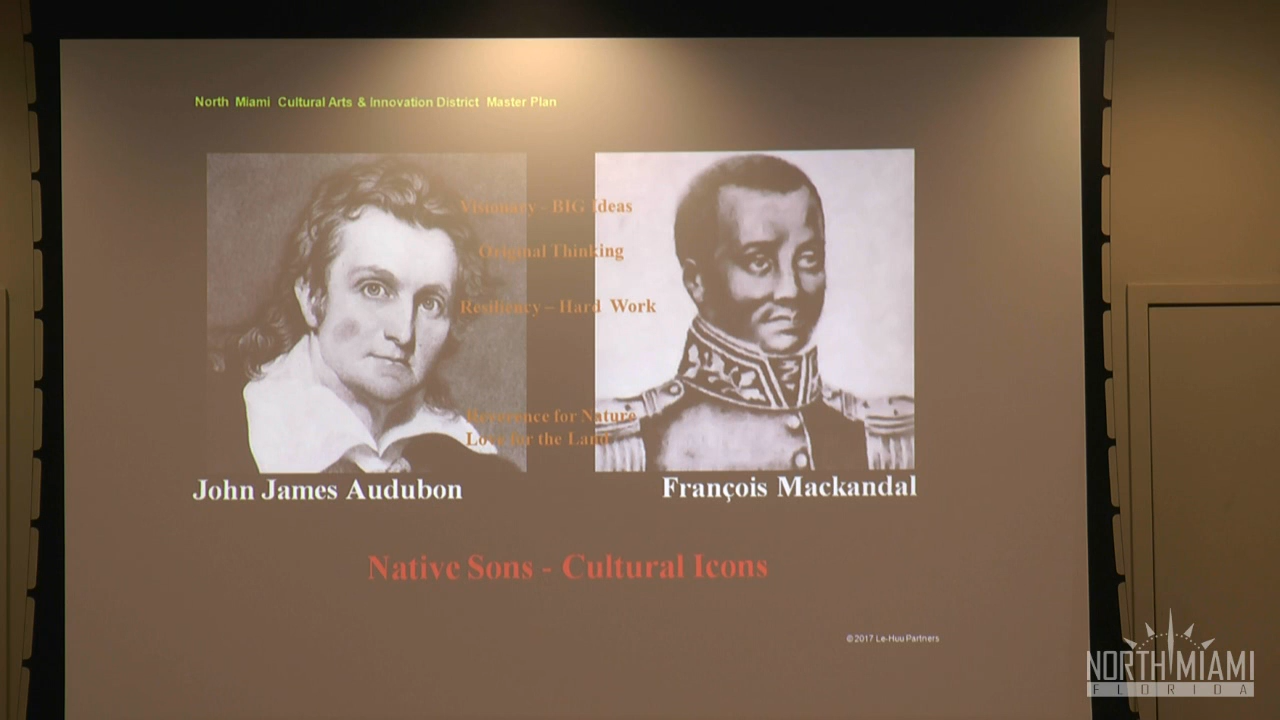 North Miami Cultural Arts & Innovation District Master Plan
Visionary - BIG Ideas
Original Thinking
Resiliency – Hard Work
Reverence for Nature
Love for the Land
John James Audubon
François Mackandal
Native Sons - Cultural Icons
©2017 Le-Huu Partners
NORTH MIAMI
FLORIDA